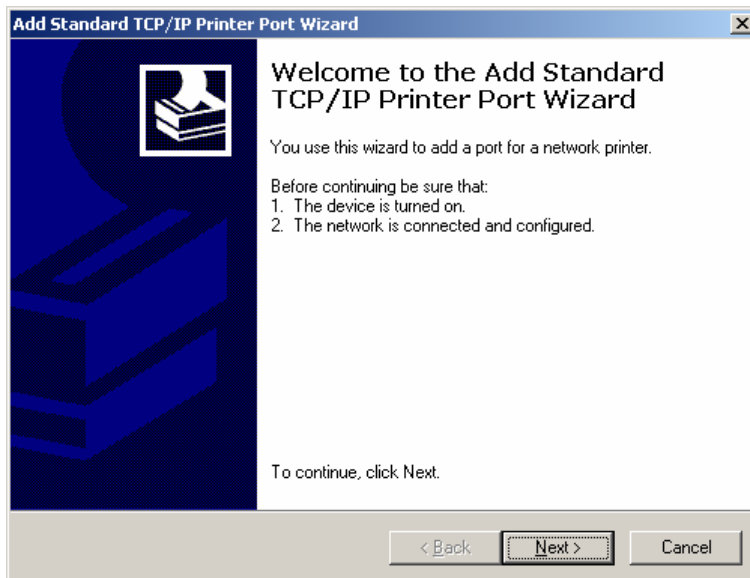 Add Standard TCP/IP Printer Port Wizard
Welcome to the Add Standard
TCP/IP Printer Port Wizard
You use this wizard to add a port for a network printer.
Before continuing be sure that:
1. The device is turned on.
2. The network is connected and configured.
To continue, click Next.
< Back Next > Cancel